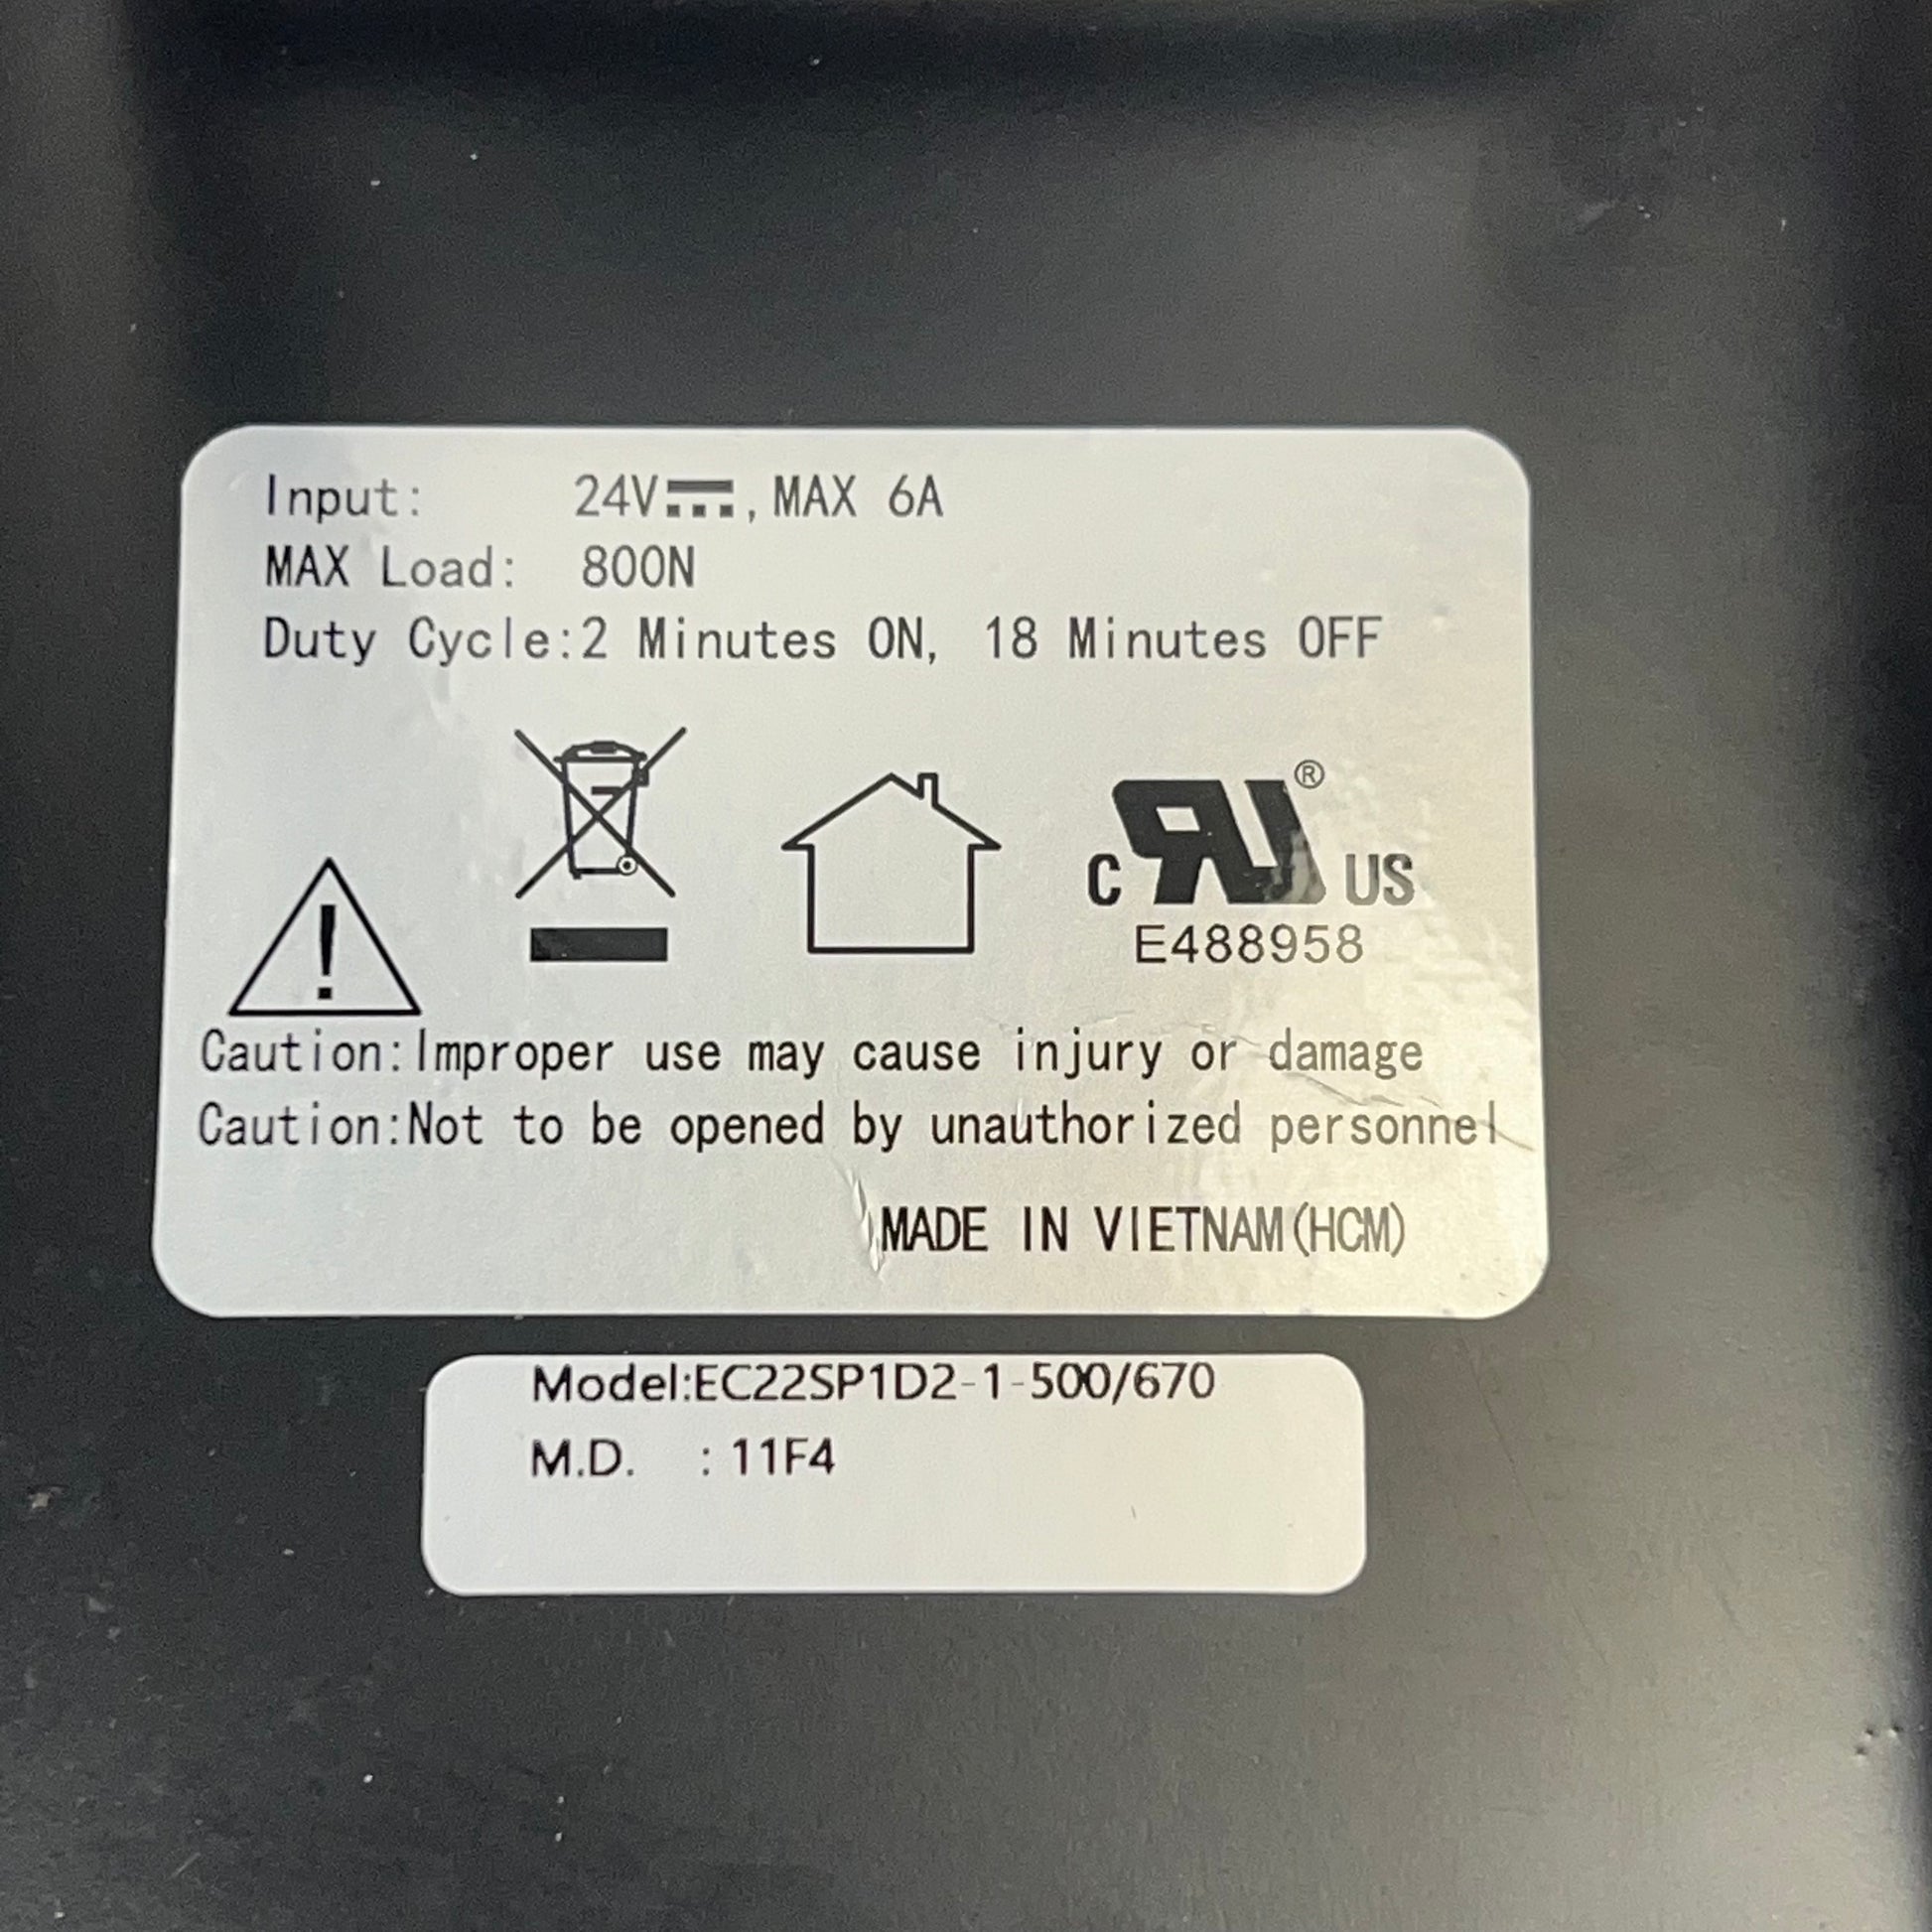 Input: 24V⎓, MAX 6A
MAX Load: 800N
Duty Cycle:2 Minutes ON, 18 Minutes OFF
®
c RU US
E488958
!
Caution:Improper use may cause injury or damage
Caution:Not to be opened by unauthorized personnel
MADE IN VIETNAM(HCM)
Model:EC22SP1D2-1-500/670
M.D. : 11F4